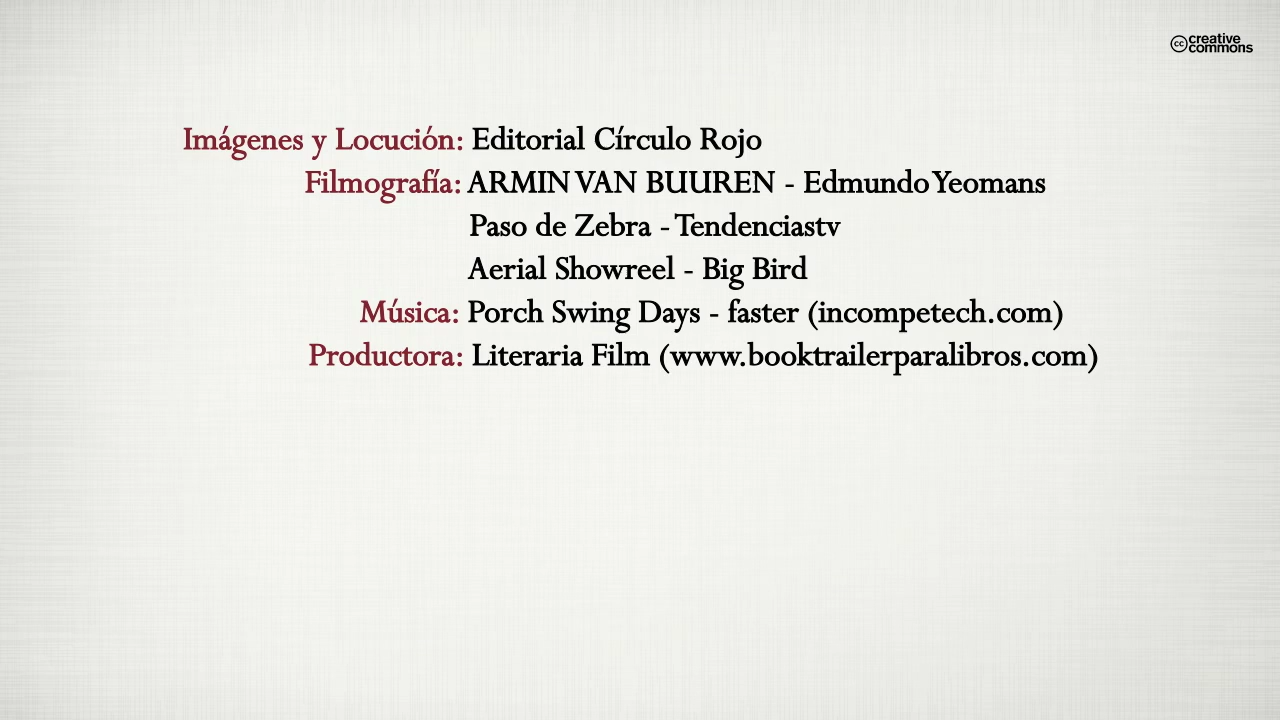 cc creative
commons
Imágenes y Locución: Editorial Círculo Rojo
Filmografía: ARMIN VAN BUUREN - Edmundo Yeomans
Paso de Zebra - Tendenciastv
Aerial Showreel - Big Bird
Música: Porch Swing Days - faster (incompetech.com)
Productora: Literaria Film (www.booktrailerparalibros.com)